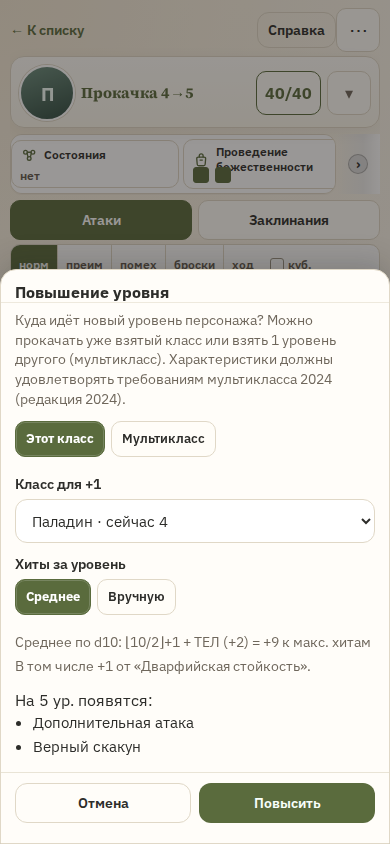 ← К списку
Справка
⋯
П
Прокачка 4→5
40/40
▾
Состояния
нет
Проведение
божественности
›
Атаки
Заклинания
норм
преим
помех
броски
ход
куб.
Повышение уровня
Куда идёт новый уровень персонажа? Можно
прокачать уже взятый класс или взять 1 уровень
другого (мультикласс). Характеристики должны
удовлетворять требованиям мультикласса 2024
(редакция 2024).
Этот класс
Мультикласс
Класс для +1
Паладин · сейчас 4
Хиты за уровень
Среднее
Вручную
Среднее по d10: ⌊10/2⌋+1 + ТЕЛ (+2) = +9 к макс. хитам
В том числе +1 от «Дварфийская стойкость».
На 5 ур. появятся:
• Дополнительная атака
• Верный скакун
Отмена
Повысить